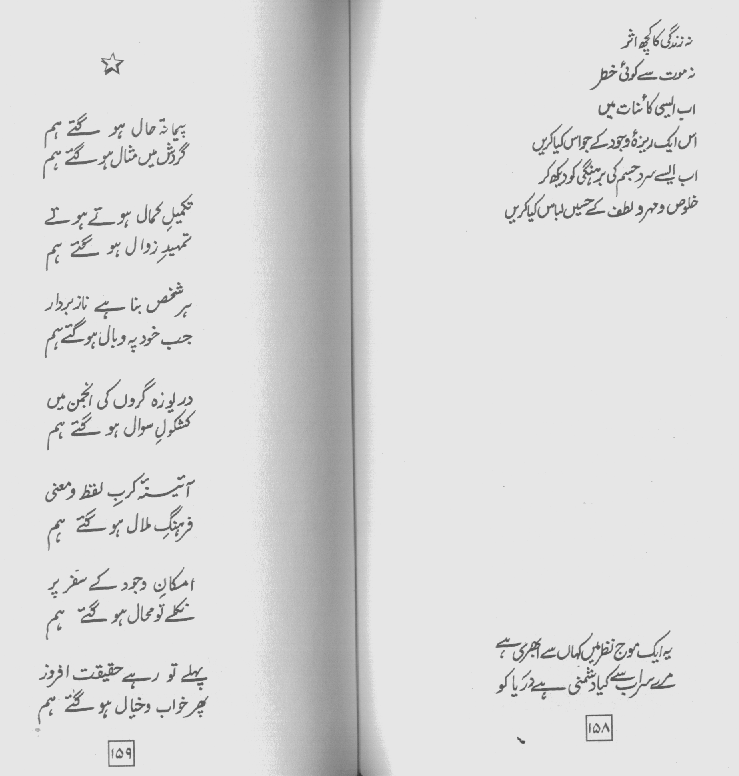 نہ زندگی کا کچھ اثر
نہ موت سے کوئی خطر
اب ایسی کائنات میں
اس ایک ریزۂ وجود کے حواس کیا کریں
اب ایسے سرد جسم کی برہنگی کو دیکھ کر
خلوص و مہر و لطف کے حسیں لباس کیا کریں
یہ ایک موج نظر میں کہاں سے ابھری ہے
مرے سراب سے کیا دشمنی ہے دریا کو
۱۵۸
پیمانۂ حال ہو گئے ہم
گردش میں مثال ہو گئے ہم
تکمیلِ کمال ہوتے ہوتے
تمہیدِ زوال ہو گئے ہم
ہر شخص بنا ہے ناز بردار
جب خود پہ وبال ہو گئے ہم
دریوزہ گروں کی انجمن میں
کشکولِ سوال ہو گئے ہم
آئینۂ کربِ لفظ و معنی
فرہنگِ ملال ہو گئے ہم
امکانِ وجود کے سفر پر
نکلے تو محال ہو گئے ہم
پہلے تو رہے حقیقت افروز
پھر خواب و خیال ہو گئے ہم
۱۵۹